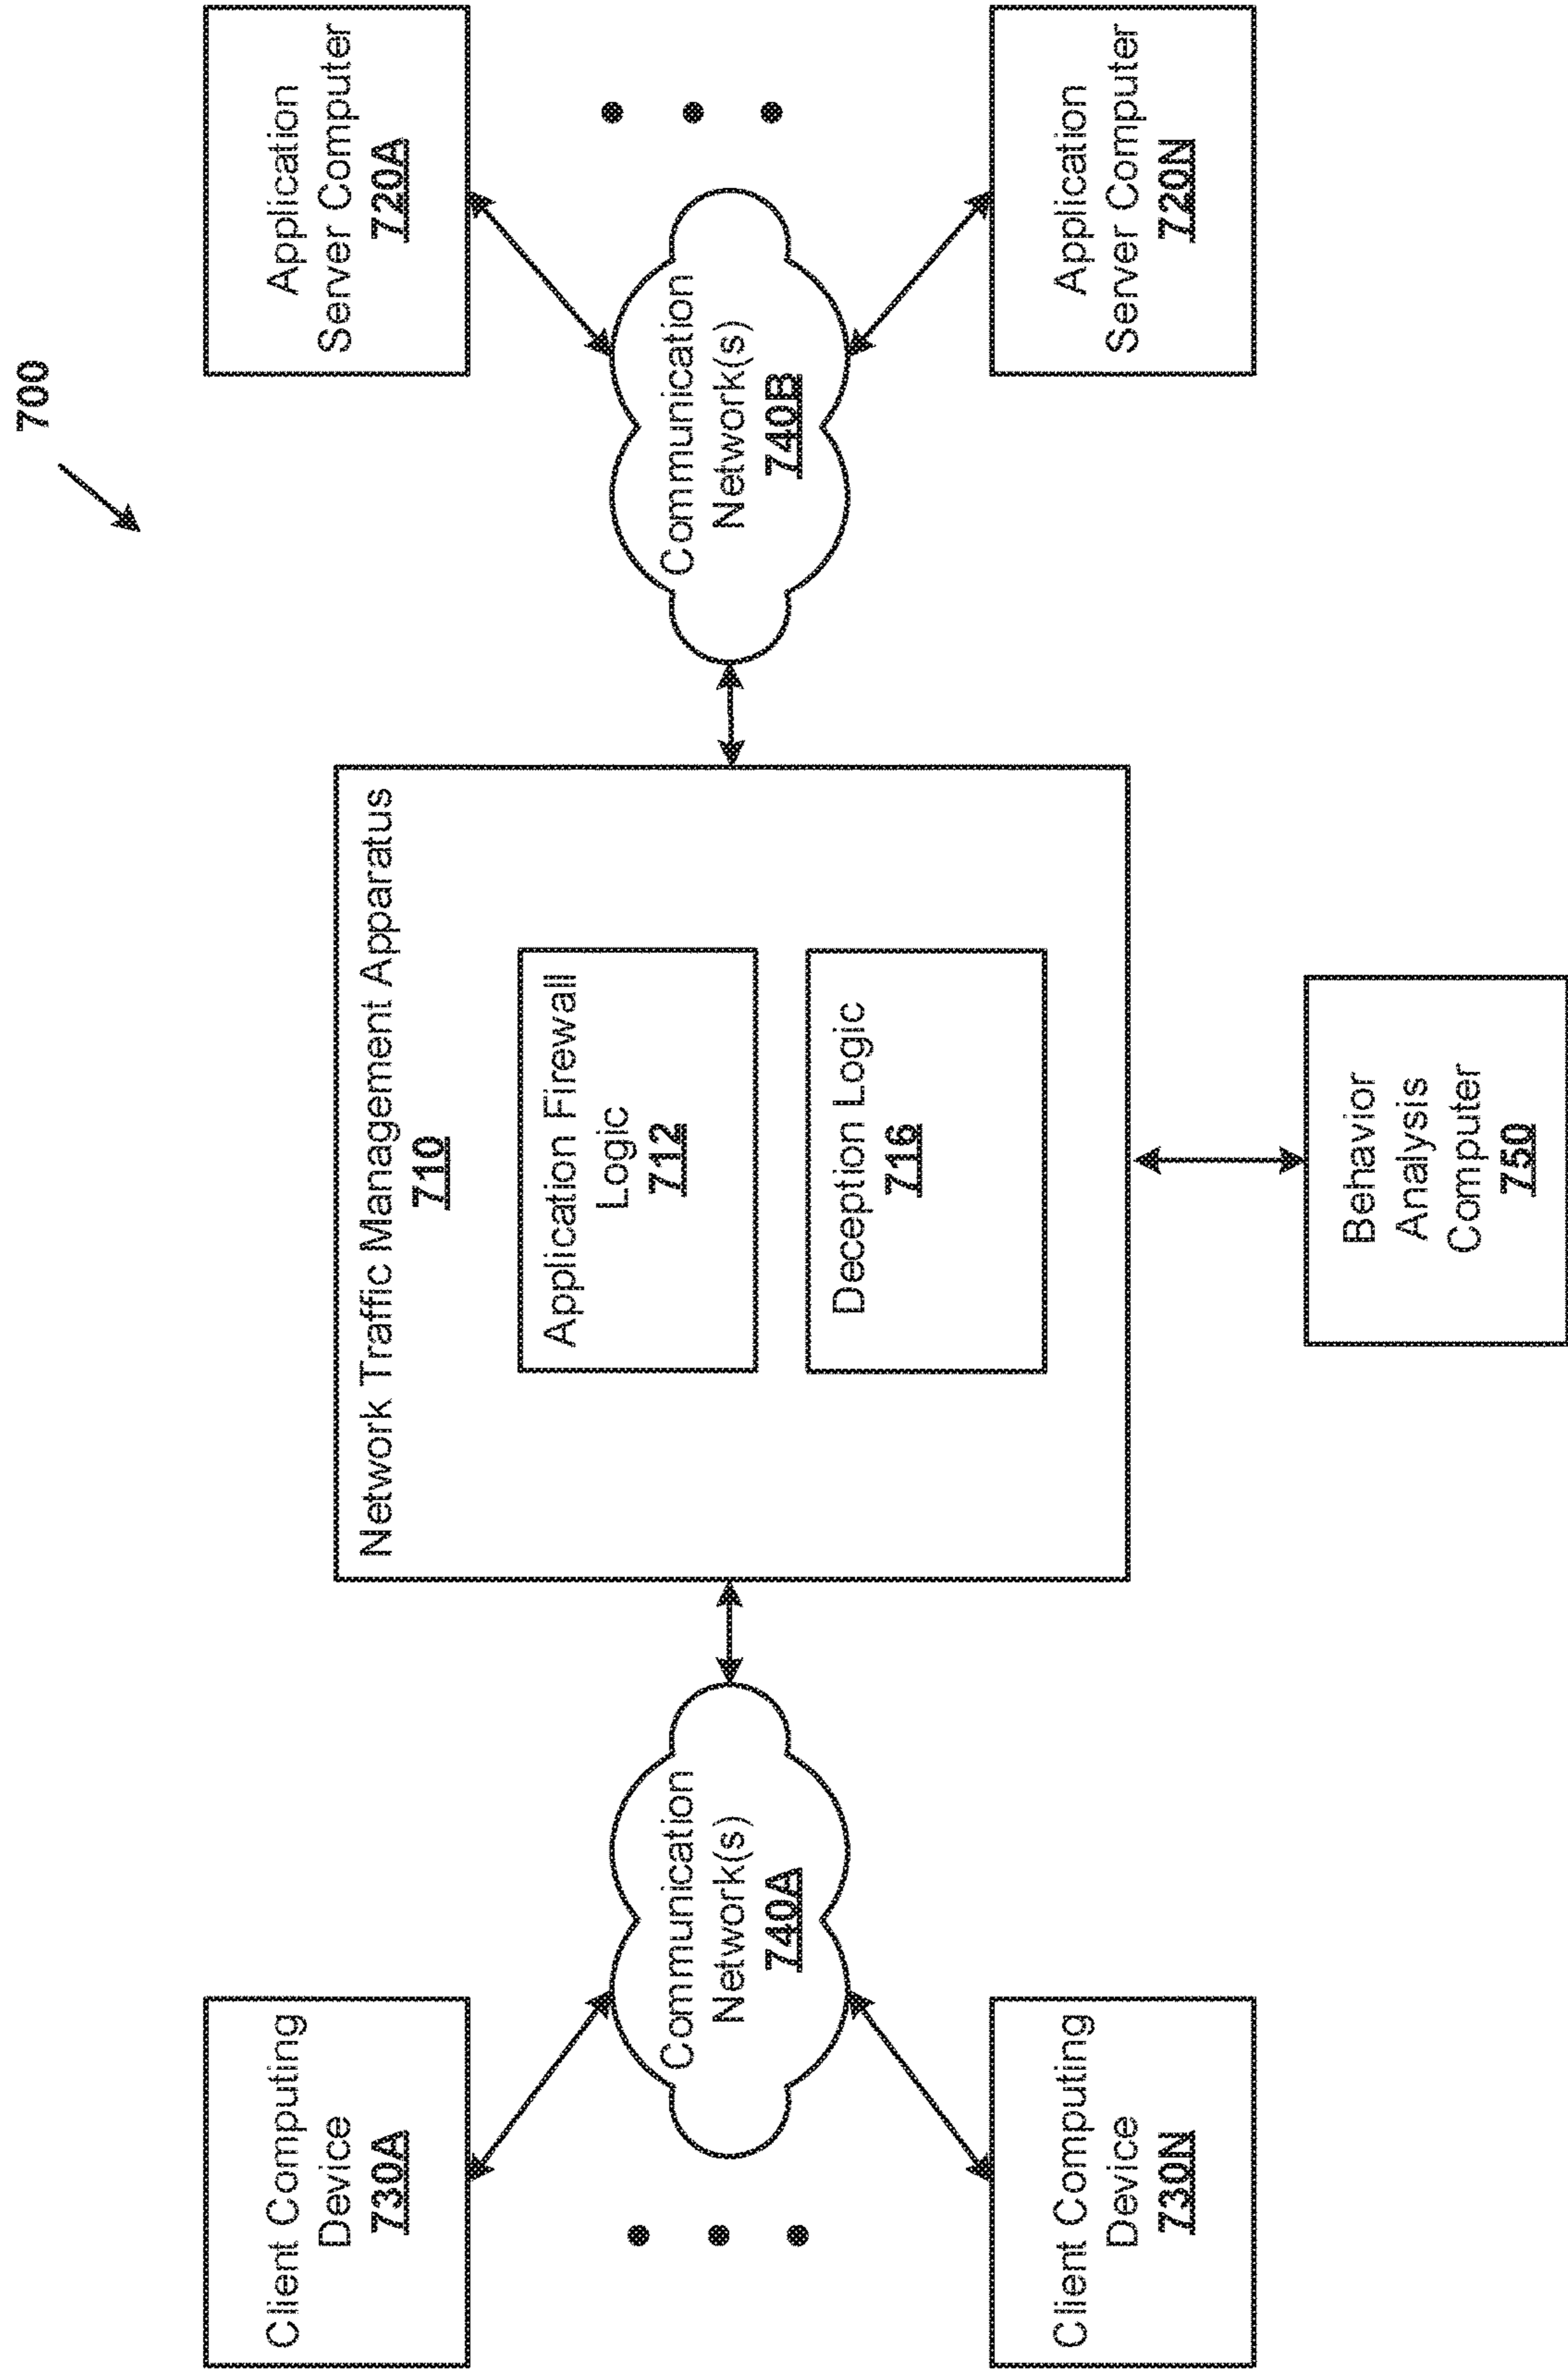 700
Client Computing
Device
730A
Client Computing
Device
730N
Communication
Network(s)
740A
Network Traffic Management Apparatus
710
Application Firewall
Logic
712
Deception Logic
716
Behavior
Analysis
Computer
750
Communication
Network(s)
740B
Application
Server Computer
720A
Application
Server Computer
720N